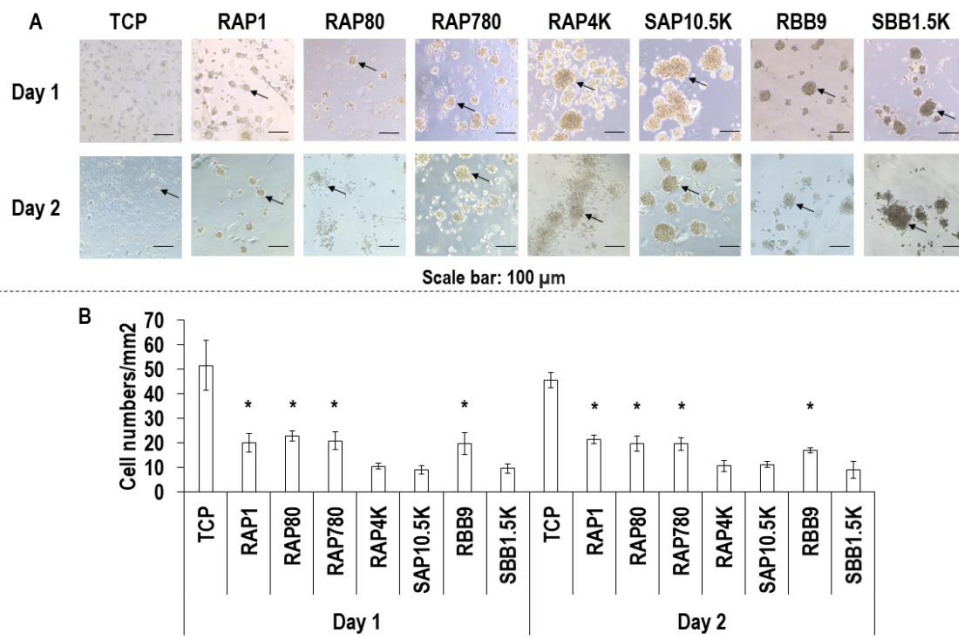 A TCP RAP1 RAP80 RAP780 RAP4K SAP10.5K RBB9 SBB1.5K
Day 1
Day 2
Scale bar: 100 μm
B
70
60
50
40
30
20
10
0
Cell numbers/mm2
* * * * * * * *
TCP RAP1 RAP80 RAP780 RAP4K SAP10.5K RBB9 SBB1.5K TCP RAP1 RAP80 RAP780 RAP4K SAP10.5K RBB9 SBB1.5K
Day 1 Day 2